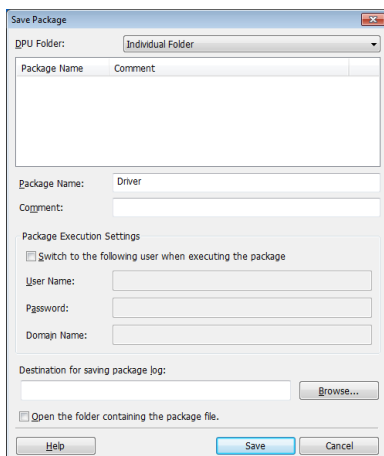 Save Package
DPU Folder: Individual Folder
Package Name Comment
Package Name: Driver
Comment:
Package Execution Settings
Switch to the following user when executing the package
User Name:
Password:
Domain Name:
Destination for saving package log:
Browse...
Open the folder containing the package file.
Help Save Cancel